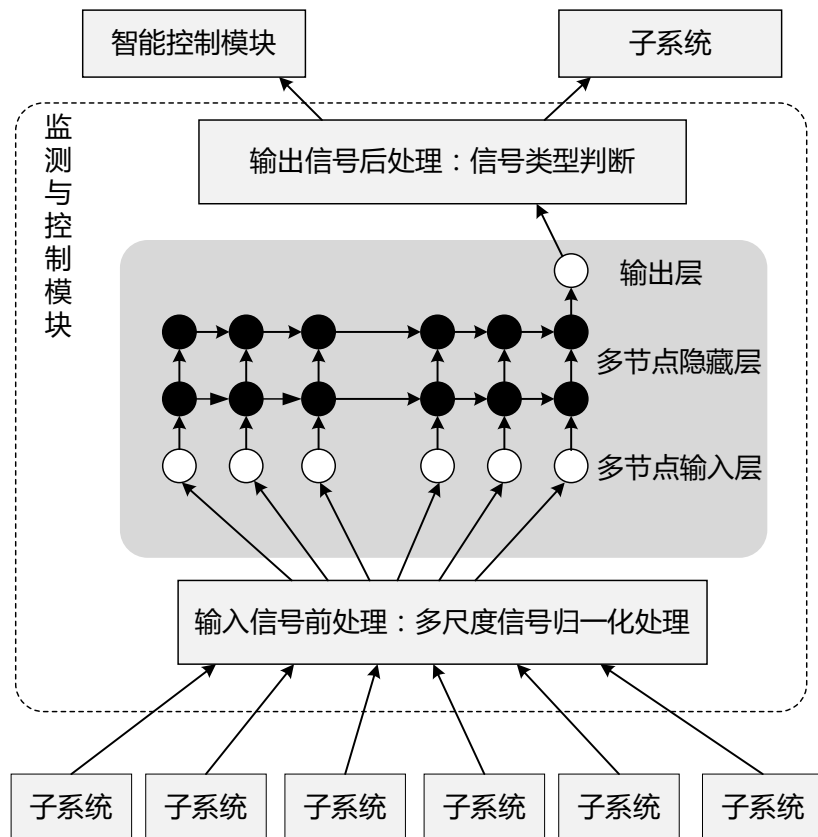 智能控制模块
子系统
监测与控制模块
输出信号后处理：信号类型判断
输出层
多节点隐藏层
多节点输入层
输入信号前处理：多尺度信号归一化处理
子系统
子系统
子系统
子系统
子系统
子系统